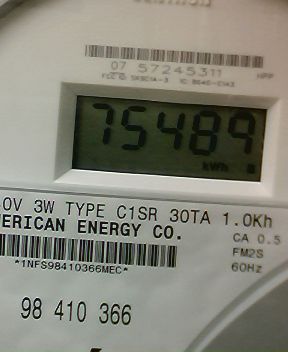 07 57245311
HPP
75489
kWh
0V 3W TYPE C1SR 30TA 1.0Kh
ERICAN ENERGY CO.
CA 0.5
FM2S
60Hz
*1NFS98410366MEC*
98 410 366